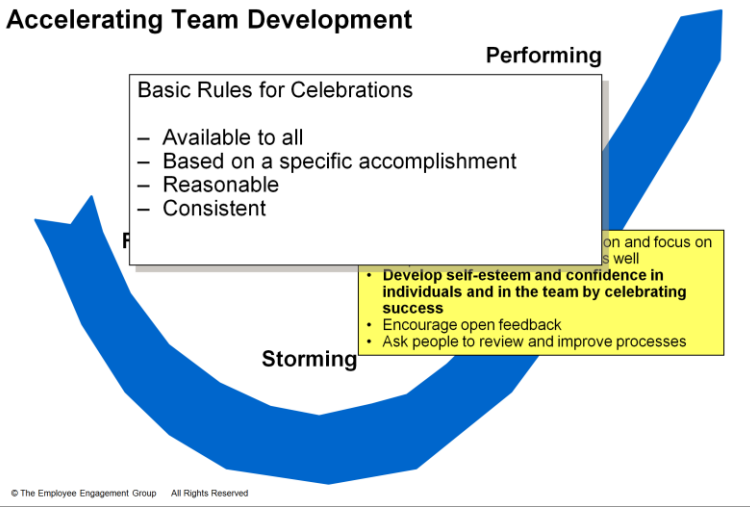 Accelerating Team Development
Performing
Basic Rules for Celebrations
– Available to all
– Based on a specific accomplishment
– Reasonable
– Consistent
on and focus on
well
• Develop self-esteem and confidence in
individuals and in the team by celebrating
success
• Encourage open feedback
• Ask people to review and improve processes
Storming
© The Employee Engagement Group All Rights Reserved